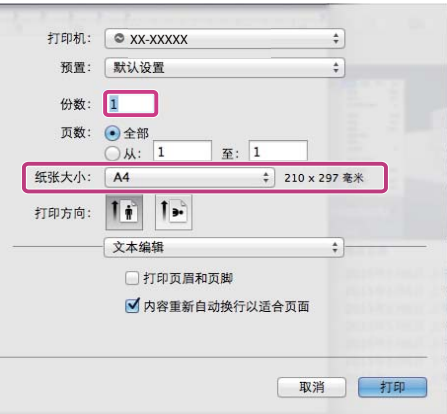 打印机: XX-XXXXX
预置: 默认设置
份数: 1
页数: 全部
从: 1 至: 1
纸张大小: A4 210 x 297 毫米
打印方向:
文本编辑
打印页眉和页脚
内容重新自动换行以适合页面
取消 打印